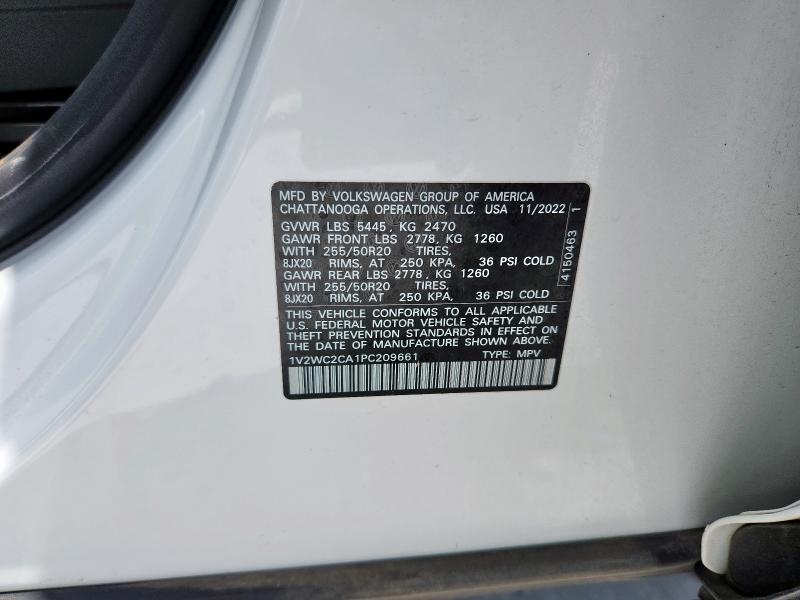 MFD BY VOLKSWAGEN GROUP OF AMERICA
CHATTANOOGA OPERATIONS, LLC. USA 11/2022
GVWR LBS 5445, KG 2470
GAWR FRONT LBS 2778, KG 1260
WITH 255/50R20 TIRES,
8JX20 RIMS, AT 250 KPA, 36 PSI COLD
GAWR REAR LBS 2778, KG 1260
WITH 255/50R20 TIRES,
8JX20 RIMS, AT 250 KPA, 36 PSI COLD
THIS VEHICLE CONFORMS TO ALL APPLICABLE
U.S. FEDERAL MOTOR VEHICLE SAFETY AND
THEFT PREVENTION STANDARDS IN EFFECT ON
THE DATE OF MANUFACTURE SHOWN ABOVE.
1V2WC2CA1PC209661 TYPE: MPV
4150463 1